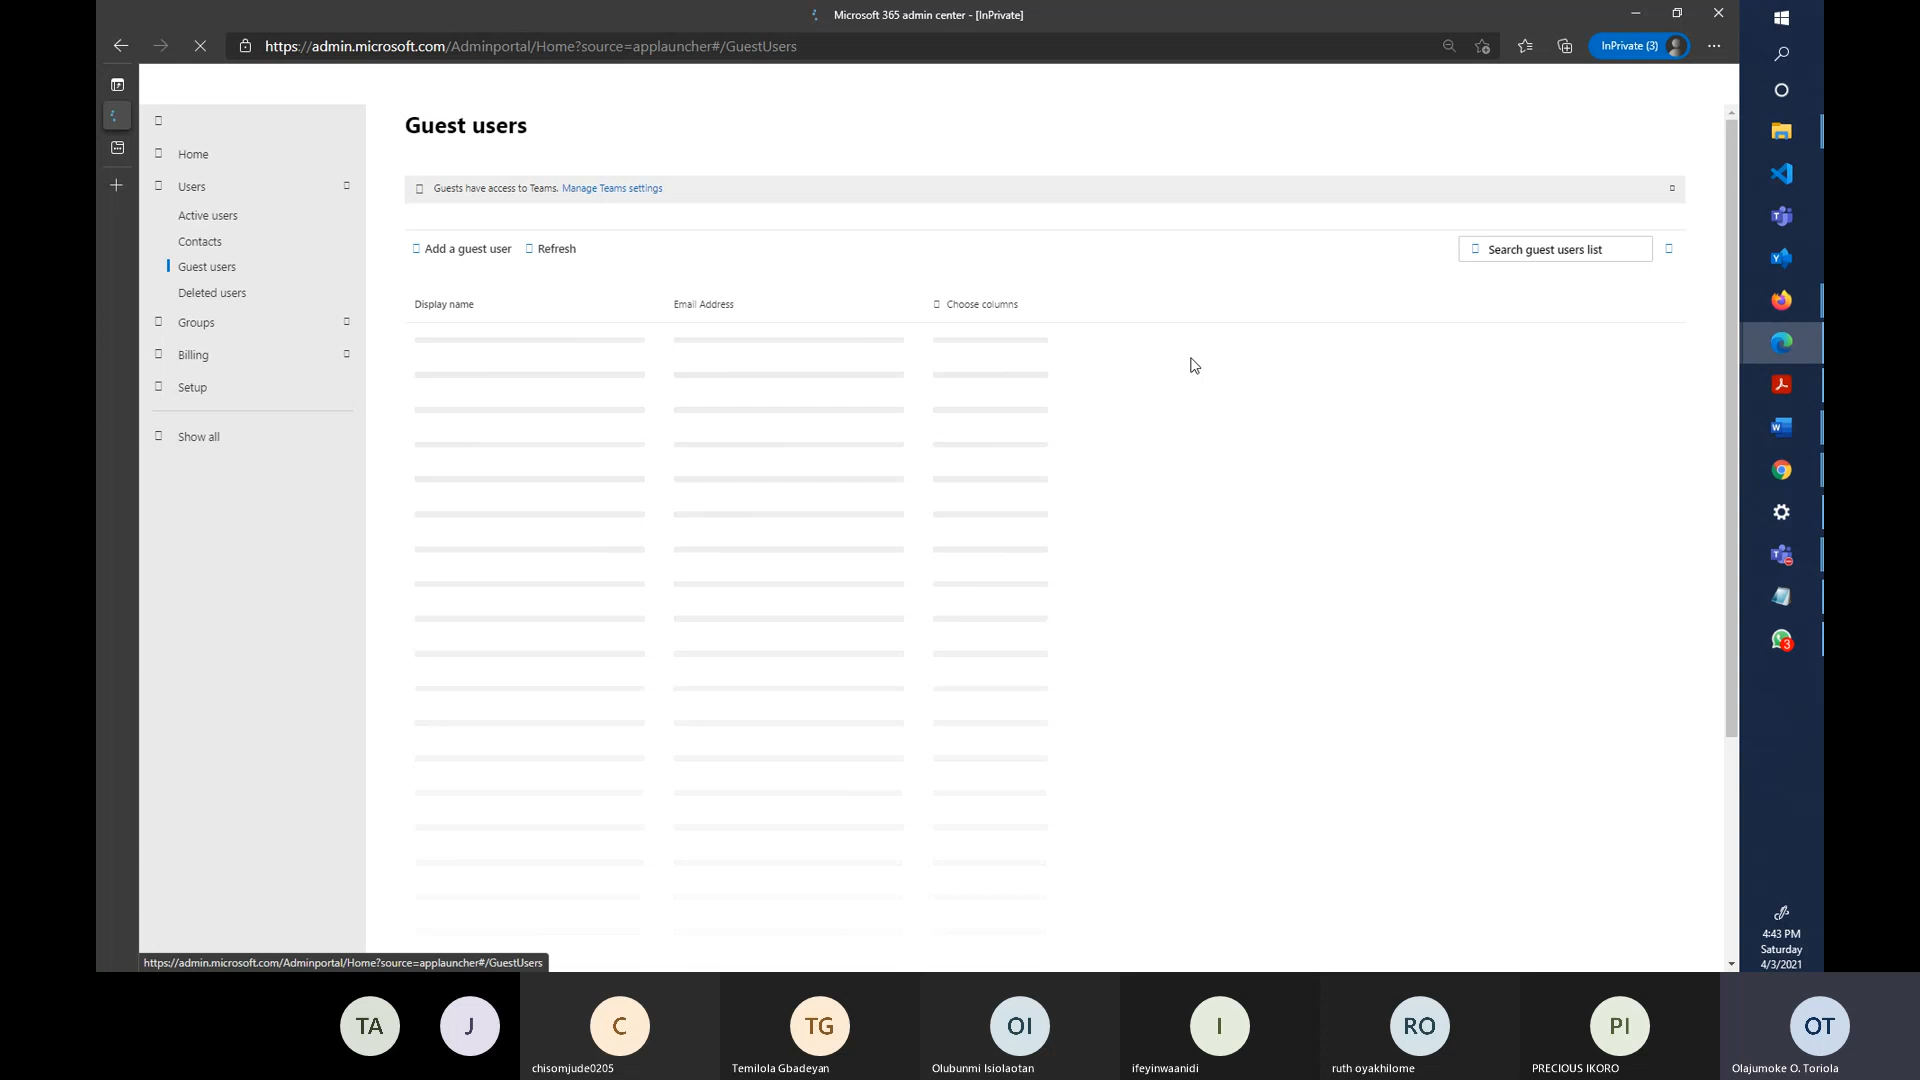 Microsoft 365 admin center - [InPrivate]
https://admin.microsoft.com/Adminportal/Home?source=applauncher#/GuestUsers
InPrivate (3)
Home
Users
Active users
Contacts
Guest users
Deleted users
Groups
Billing
Setup
Show all
Guest users
Guests have access to Teams. Manage Teams settings
Add a guest user
Refresh
Search guest users list
Display name
Email Address
Choose columns
https://admin.microsoft.com/Adminportal/Home?source=applauncher#/GuestUsers
3
4:43 PM
Saturday
4/3/2021
TA
J
C
chisomjude0205
TG
Temilola Gbadeyan
OI
Olubunmi Isiolaotan
I
ifeyinwaanidi
RO
ruth oyakhilome
PI
PRECIOUS IKORO
OT
Olajumoke O. Toriola